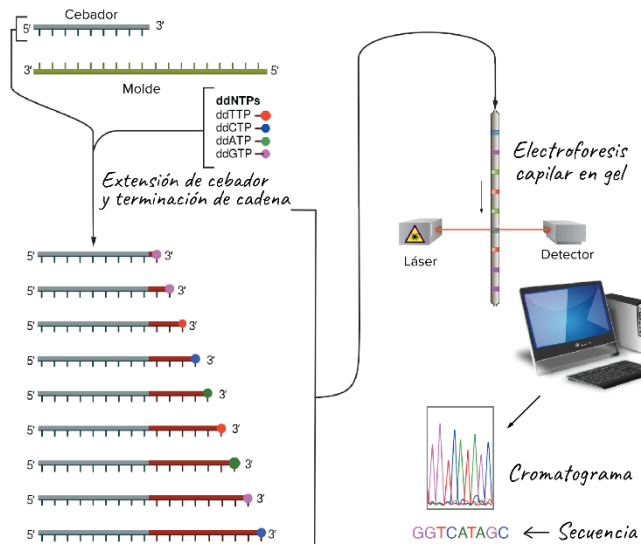 Cebador
5' 3'
3' 5'
Molde
ddNTPs
ddTTP
ddCTP
ddATP
ddGTP
Extensión de cebador
y terminación de cadena
5' 3'
5' 3'
5' 3'
5' 3'
5' 3'
5' 3'
5' 3'
5' 3'
5' 3'
Electroforesis
capilar en gel
Láser
Detector
Cromatograma
GGTCATAGC ← Secuencia